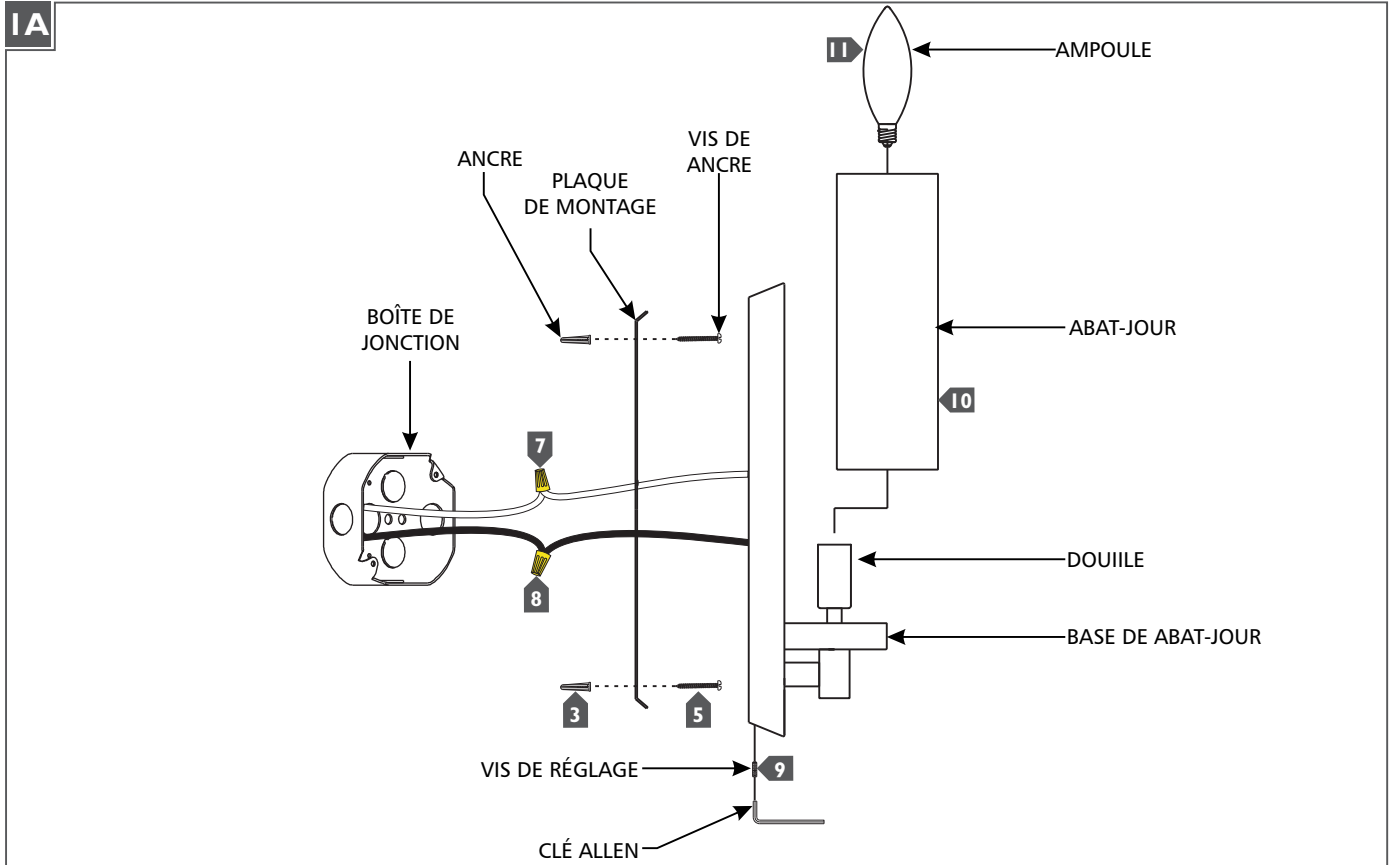 1A
11
AMPOULE
VIS DE
ANCRE
ANCRE
PLAQUE
DE MONTAGE
BOÎTE DE
JONCTION
ABAT-JOUR
10
7
8
DOUIILE
BASE DE ABAT-JOUR
3
5
VIS DE RÉGLAGE
9
CLÉ ALLEN